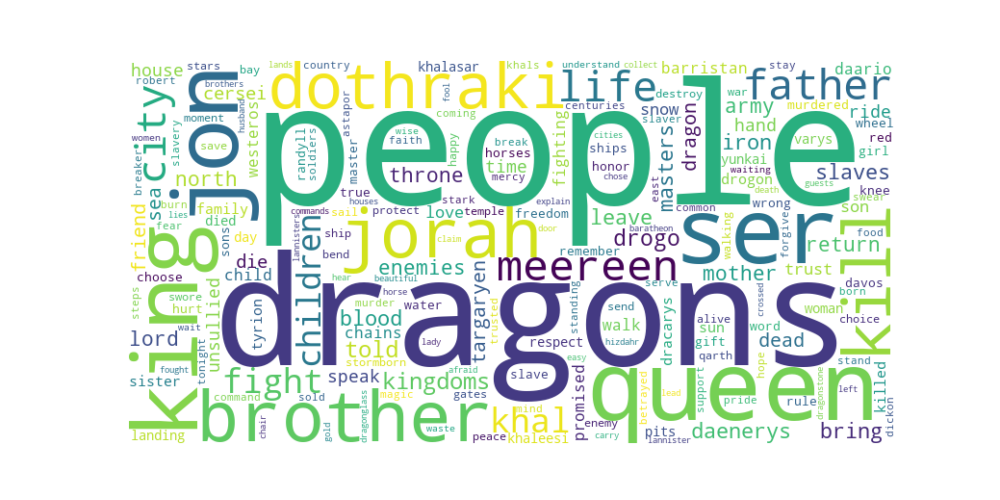 house
stars
brothers
bay
lands
country
khalasar
khals
understand
collect
barristan
stay
daario
robert
cersei
dothraki
fool
life
father
westeros
jon
city
people
king
moment
husband
women
slavery
save
breaker
north
sea
burn
lies
fear
family
died
friend
day
sons
child
choose
swore
hurt
steps
wait
unsullied
tonight
lord
sister
fought
landing
coming
centuries
wise
faith
randyll
soldiers
master
astapor
happy
break
horses
mercy
throne
time
fighting
ships
honor
cities
chose
snow
slaver
war
destroy
army
hand
iron
masters
dragon
yunkai
drogon
murdered
varys
ride
wheel
red
girl
waiting
death
guests
slaves
knee
swear
son
true
houses
stark
commands
sail
protect
love
temple
freedom
explain
baratheon
leave
east
common
walking
wrong
forgive
food
return
lannisters
ship
bend
claim
door
jorah
ser
remember
drogo
kill
die
children
beautiful
hear
enemies
meereen
mother
trust
davos
born
woman
choice
horse
murder
water
trusted
standing
send
serve
crossed
alive
tyrion
blood
chains
lady
targaryen
dragons
walk
hizdahr
dracarys
sun
word
gift
qarth
dead
stand
told
stormborn
afraid
respect
easy
hope
killed
left
fight
speak
kingdoms
slave
promised
betrayed
lead
support
pride
rule
dragonstone
command
sold
magic
gates
mind
queen
brother
khal
chair
gold
dragonglass
waste
peace
khaleesi
enemy
carry
lannister
pits
daenerys
bring
dickon